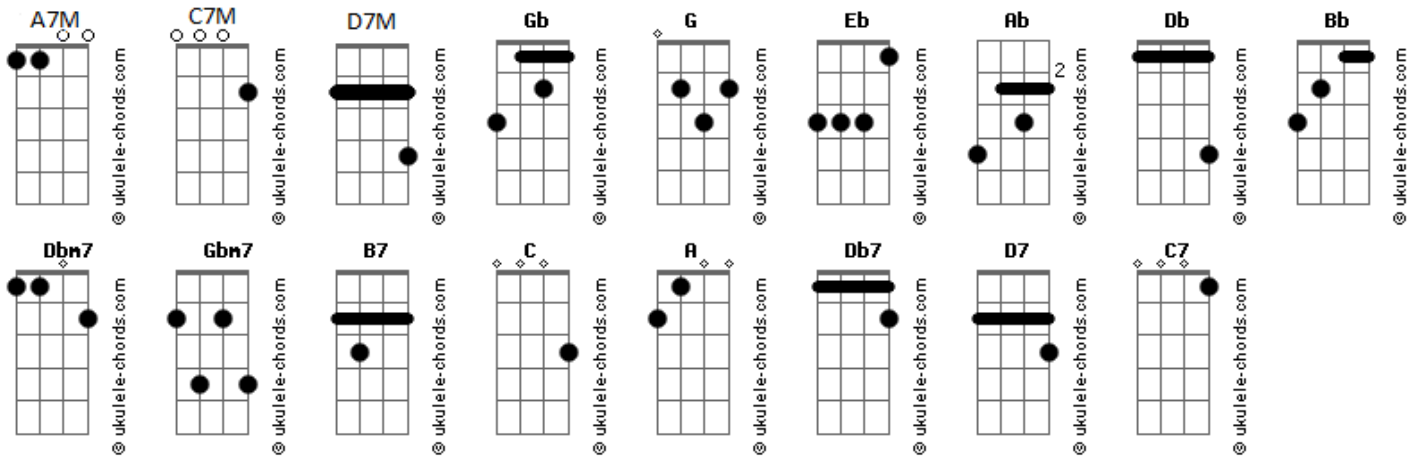 A7M C7M D7M Gb G Eb Ab Db Bb
2
© ukulele-chords.com © ukulele-chords.com © ukulele-chords.com © ukulele-chords.com © ukulele-chords.com © ukulele-chords.com © ukulele-chords.com © ukulele-chords.com © ukulele-chords.com
Dbm7 Gbm7 B7 C A Db7 D7 C7
© ukulele-chords.com © ukulele-chords.com © ukulele-chords.com © ukulele-chords.com © ukulele-chords.com © ukulele-chords.com © ukulele-chords.com © ukulele-chords.com